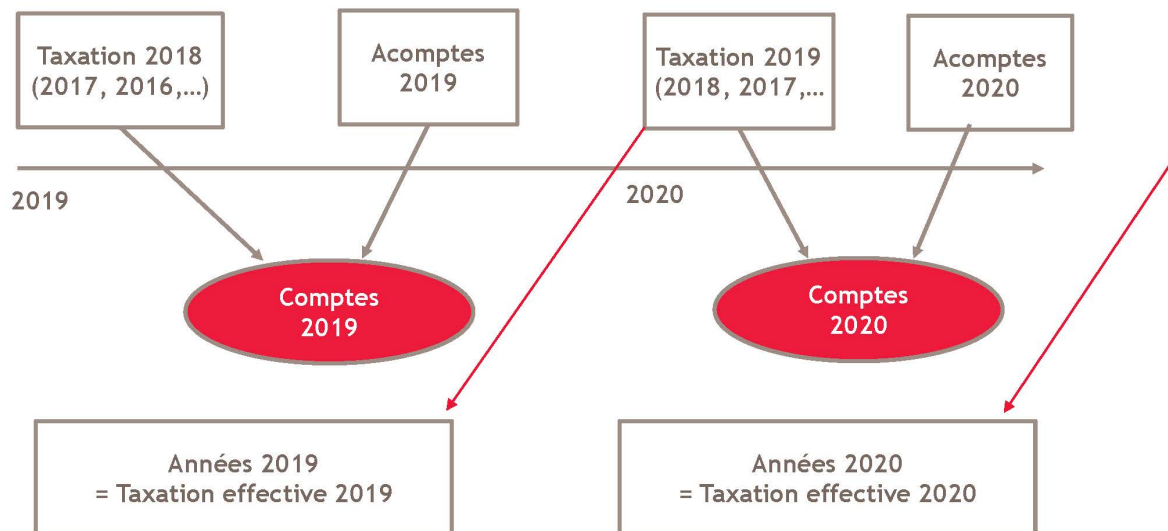 Taxation 2018
(2017, 2016,...)
Acomptes
2019
Taxation 2019
(2018, 2017,...
Acomptes
2020
2019
2020
Comptes
2019
Comptes
2020
Années 2019
= Taxation effective 2019
Années 2020
= Taxation effective 2020